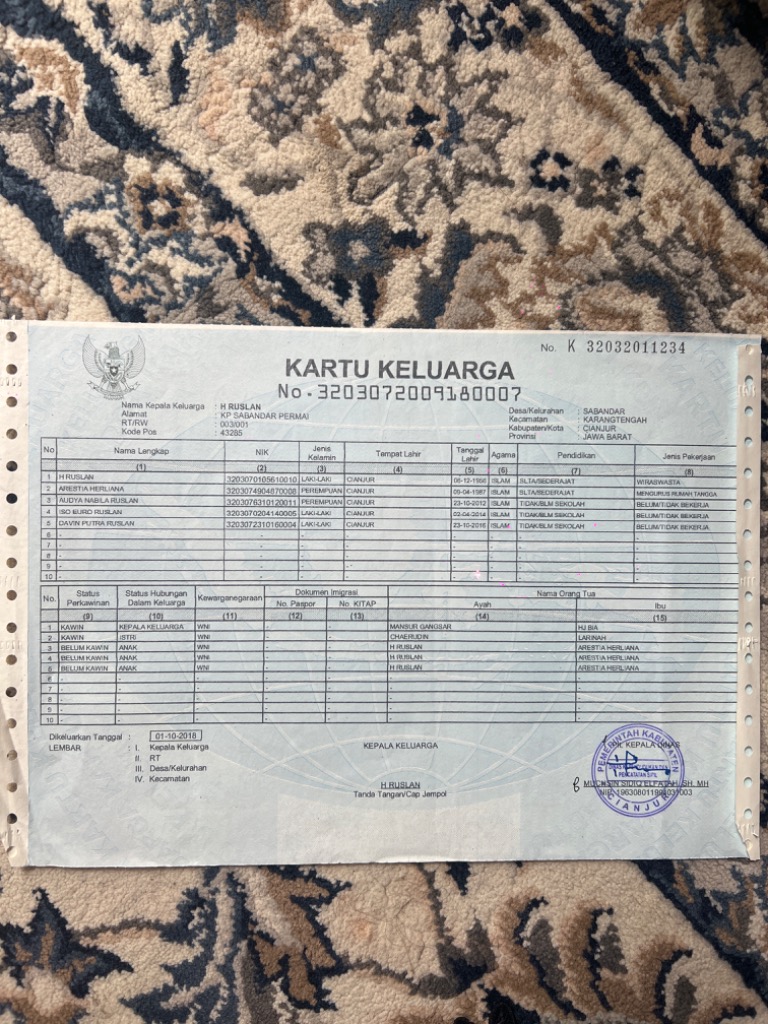 No. K 32032011234
KARTU KELUARGA
No.3203072009180007
Nama Kepala Keluarga : H RUSLAN
Alamat : KP SABANDAR PERMAI
RT/RW : 003/001
Kode Pos : 43285
Desa/Kelurahan : SABANDAR
Kecamatan : KARANGTENGAH
Kabupaten/Kota : CIANJUR
Provinsi : JAWA BARAT
No Nama Lengkap NIK Jenis Kelamin Tempat Lahir Tanggal Lahir Agama Pendidikan Jenis Pekerjaan
(1) (2) (3) (4) (5) (6) (7) (8)
1 H RUSLAN 3203070105610010 LAKI-LAKI CIANJUR ISLAM SLTA/SEDERAJAT WIRASWASTA
2 ARESTIA HERLIANA 3203074904870008 PEREMPUAN CIANJUR ISLAM SLTA/SEDERAJAT MENGURUS RUMAH TANGGA
3 AUDYA NABILA RUSLAN 3203076310120011 PEREMPUAN CIANJUR 23-10-2012 ISLAM TIDAK/BLM SEKOLAH BELUM/TIDAK BEKERJA
4 ISO EURO RUSLAN 3203070204140005 LAKI-LAKI CIANJUR 02-04-2014 ISLAM TIDAK/BLM SEKOLAH BELUM/TIDAK BEKERJA
5 DAVIN PUTRA RUSLAN 3203072310160004 LAKI-LAKI CIANJUR 23-10-2016 ISLAM TIDAK/BLM SEKOLAH BELUM/TIDAK BEKERJA
6 - - - - - - - -
7 - - - - - - - -
8 - - - - - - - -
9 - - - - - - - -
10 - - - - - - - -
No. Status Perkawinan Status Hubungan Dalam Keluarga Kewarganegaraan Dokumen Imigrasi Nama Orang Tua
No. Paspor No. KITAP Ayah Ibu
(9) (10) (11) (12) (13) (14) (15)
1 KAWIN KEPALA KELUARGA WNI - - MANSUR GANGSAR HJ BIA
2 KAWIN ISTRI WNI - - CHAERUDIN LARINAH
3 BELUM KAWIN ANAK WNI - - H RUSLAN ARESTIA HERLIANA
4 BELUM KAWIN ANAK WNI - - H RUSLAN ARESTIA HERLIANA
5 BELUM KAWIN ANAK WNI - - H RUSLAN ARESTIA HERLIANA
6 - - - - - - -
7 - - - - - - -
8 - - - - - - -
9 - - - - - - -
10 - - - - - - -
Dikeluarkan Tanggal : 01-10-2018
LEMBAR : I. Kepala Keluarga
II. RT
III. Desa/Kelurahan
IV. Kecamatan
KEPALA KELUARGA
H RUSLAN
Tanda Tangan/Cap Jempol
KEPALA DINAS
PEMERINTAH KABUPATEN
PENCATATAN SIPIL
CIANJUR
SH, MH